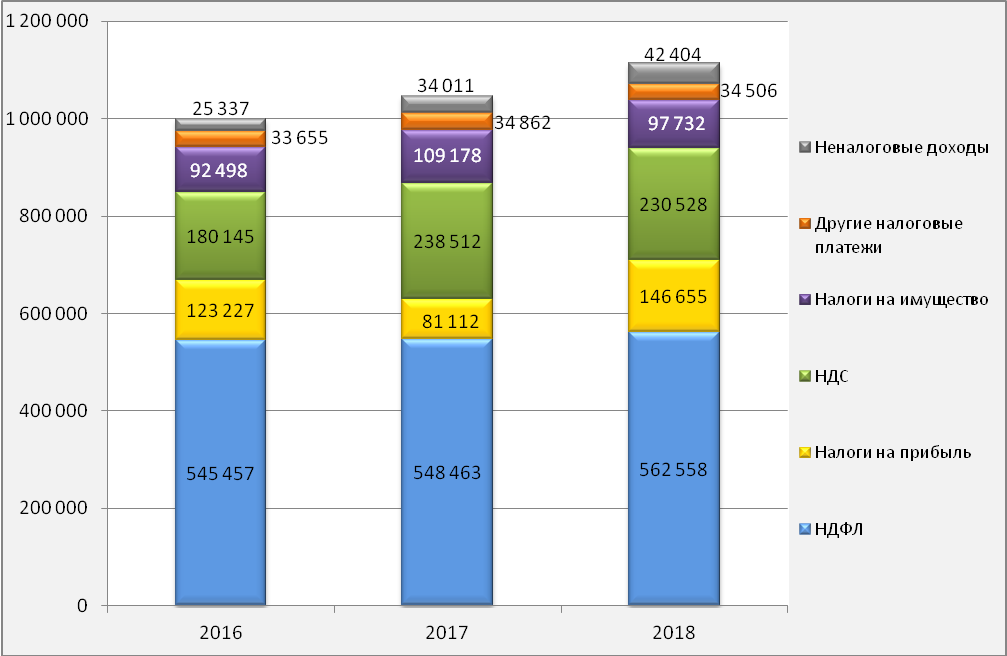 1 200 000
1 000 000
800 000
600 000
400 000
200 000
0
25 337
33 655
92 498
180 145
123 227
545 457
34 011
34 862
109 178
238 512
81 112
548 463
42 404
34 506
97 732
230 528
146 655
562 558
2016
2017
2018
Неналоговые доходы
Другие налоговые
платежи
Налоги на имущество
НДС
Налоги на прибыль
НДФЛ